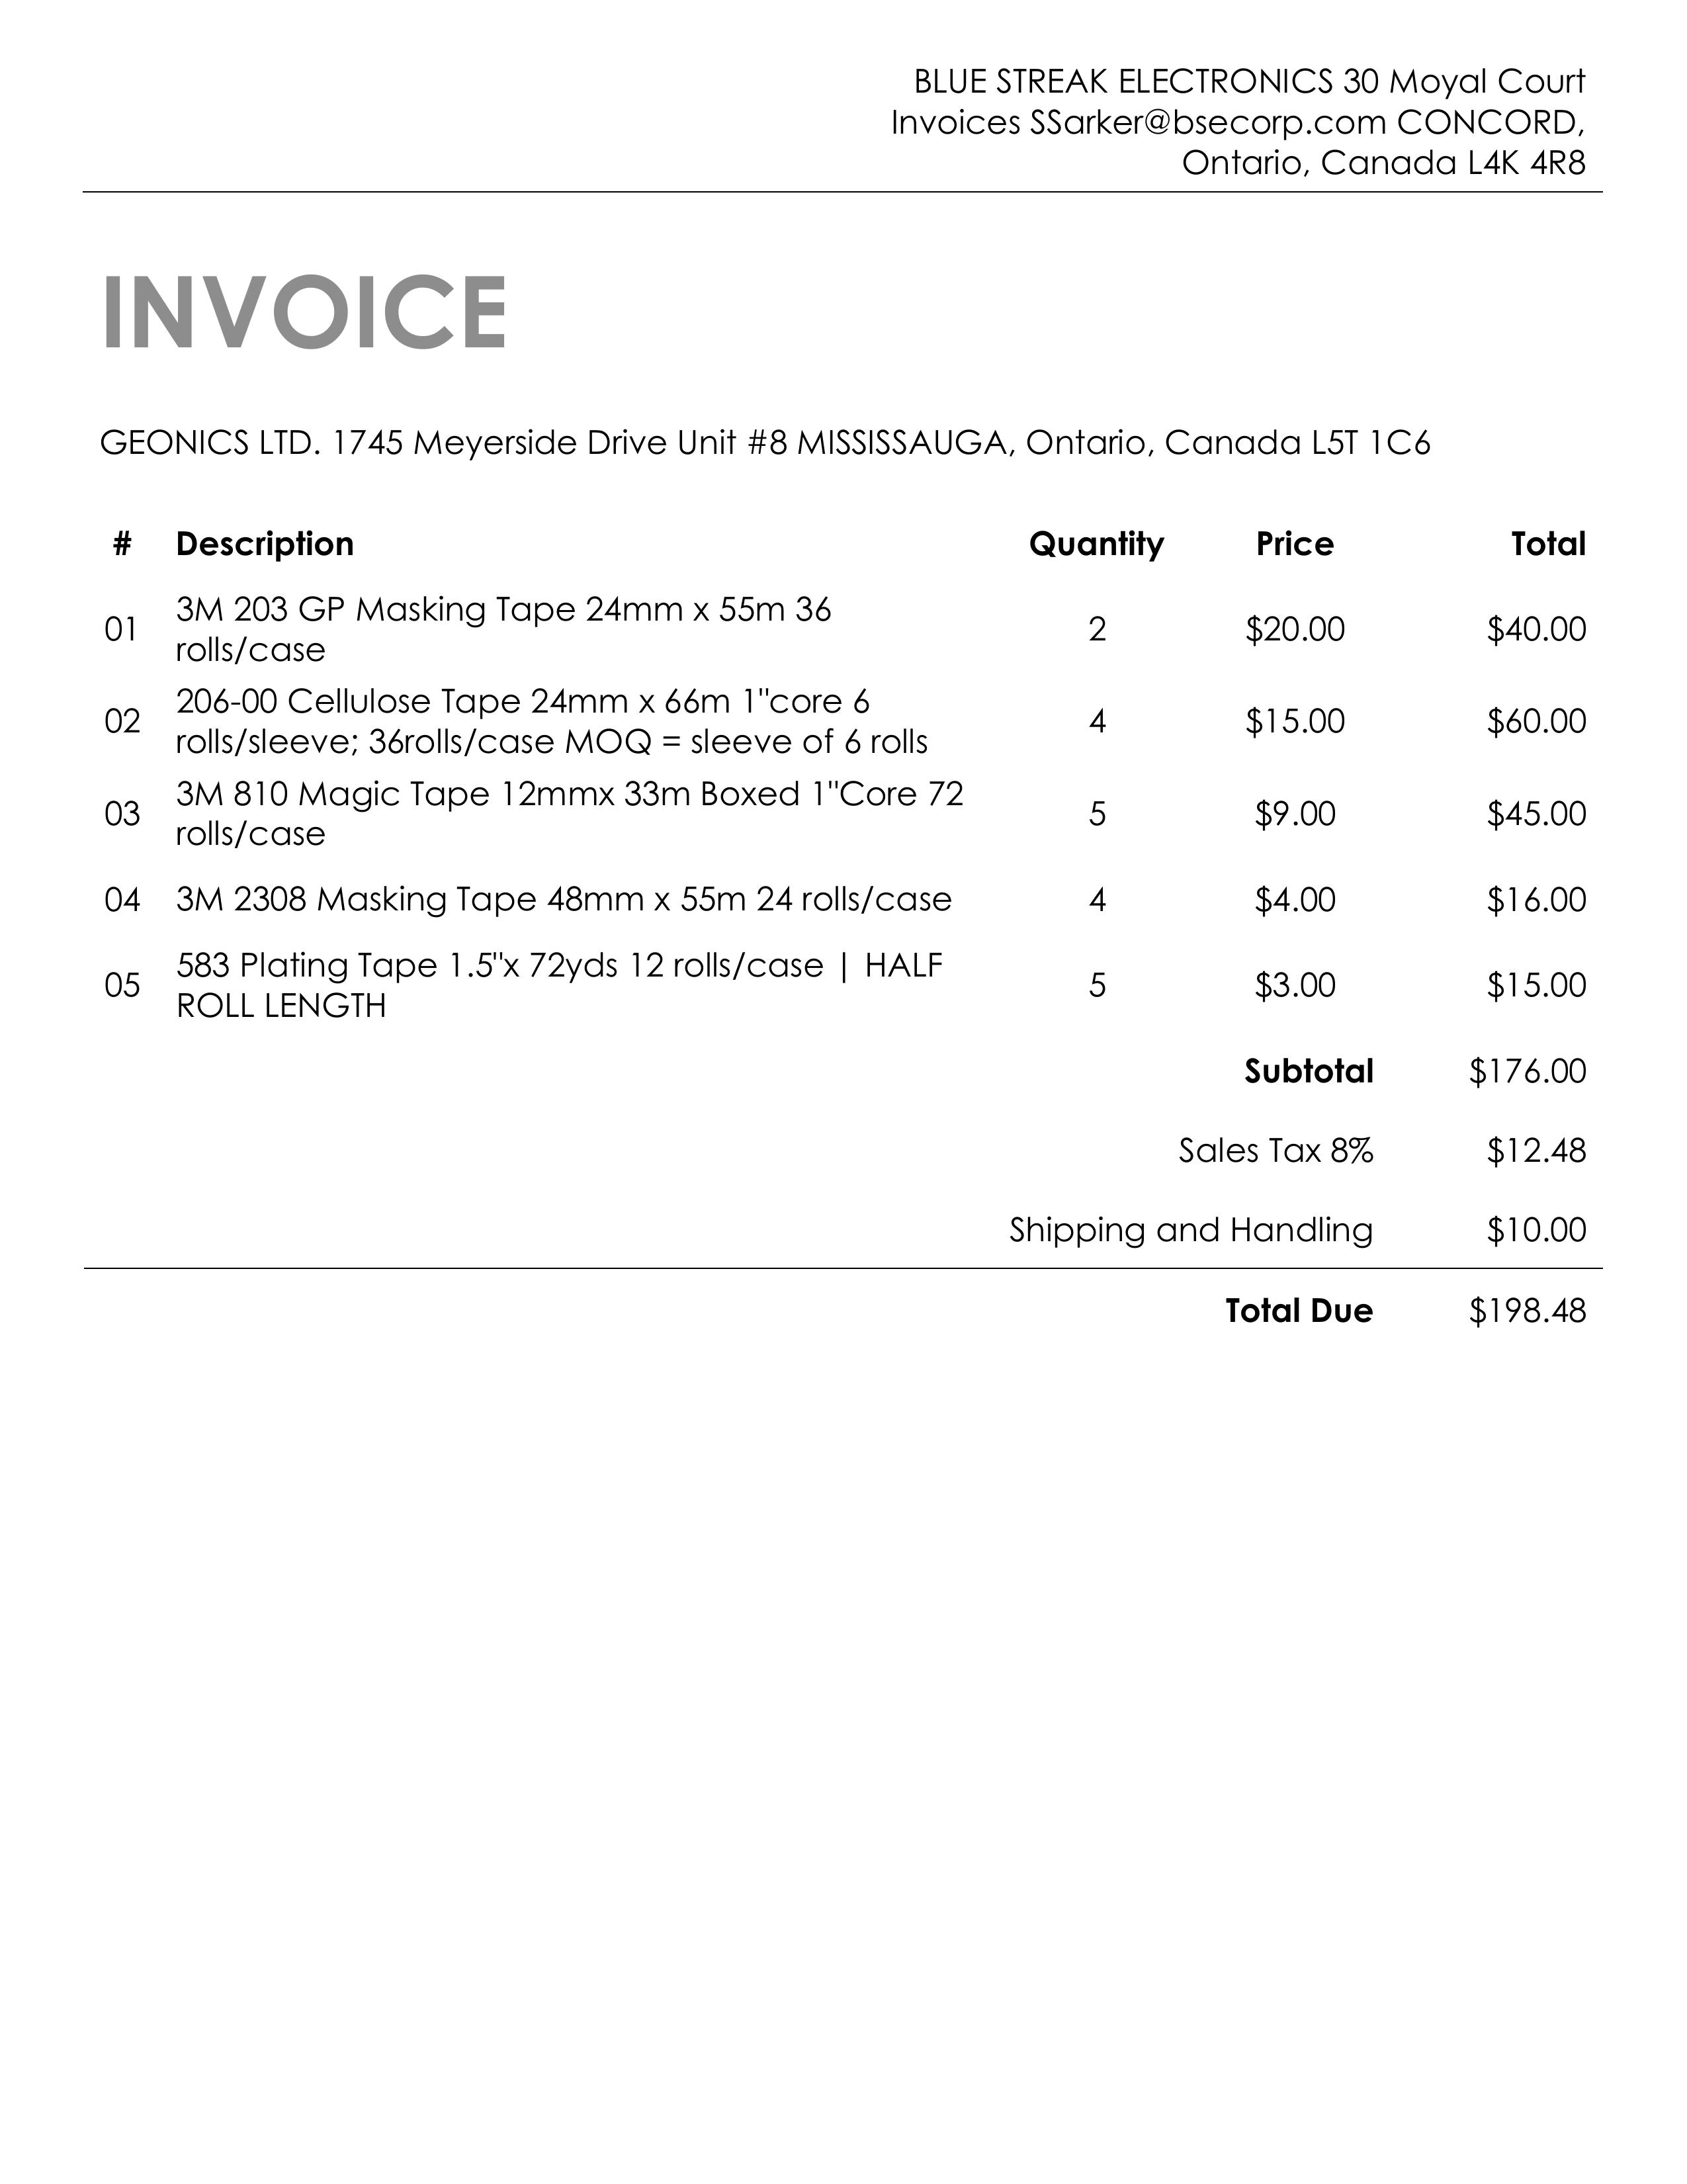 BLUE STREAK ELECTRONICS 30 Moyal Court
Invoices SSarker@bsecorp.com CONCORD,
Ontario, Canada L4K 4R8
INVOICE
GEONICS LTD. 1745 Meyerside Drive Unit #8 MISSISSAUGA, Ontario, Canada L5T 1C6
# Description Quantity Price Total
01 3M 203 GP Masking Tape 24mm x 55m 36
rolls/case 2 $20.00 $40.00
02 206-00 Cellulose Tape 24mm x 66m 1"core 6
rolls/sleeve; 36rolls/case MOQ = sleeve of 6 rolls 4 $15.00 $60.00
03 3M 810 Magic Tape 12mmx 33m Boxed 1"Core 72
rolls/case 5 $9.00 $45.00
04 3M 2308 Masking Tape 48mm x 55m 24 rolls/case 4 $4.00 $16.00
05 583 Plating Tape 1.5"x 72yds 12 rolls/case | HALF
ROLL LENGTH 5 $3.00 $15.00
Subtotal $176.00
Sales Tax 8% $12.48
Shipping and Handling $10.00
Total Due $198.48